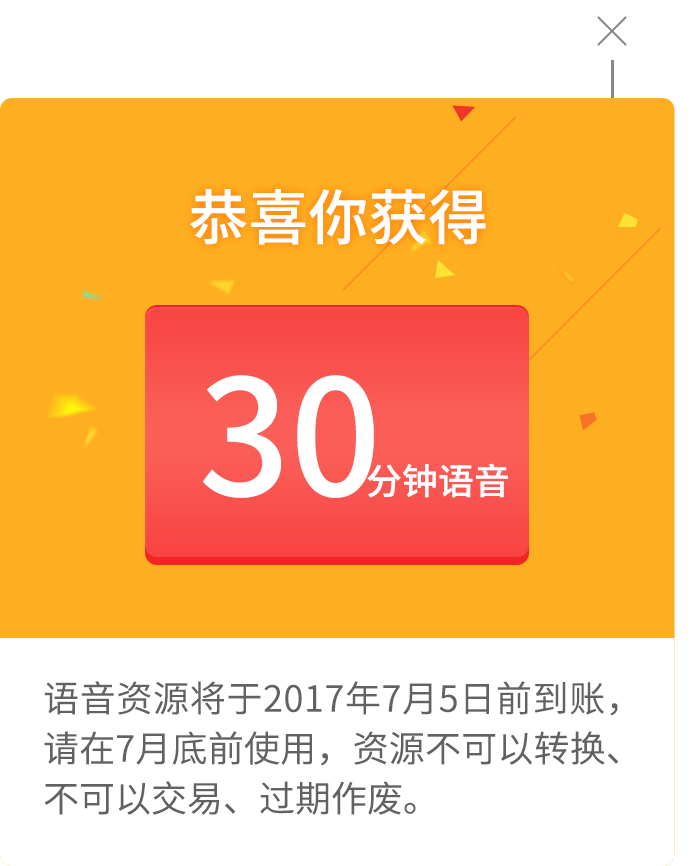 恭喜你获得
30分钟语音
语音资源将于2017年7月5日前到账，
请在7月底前使用，资源不可以转换、
不可以交易、过期作废。